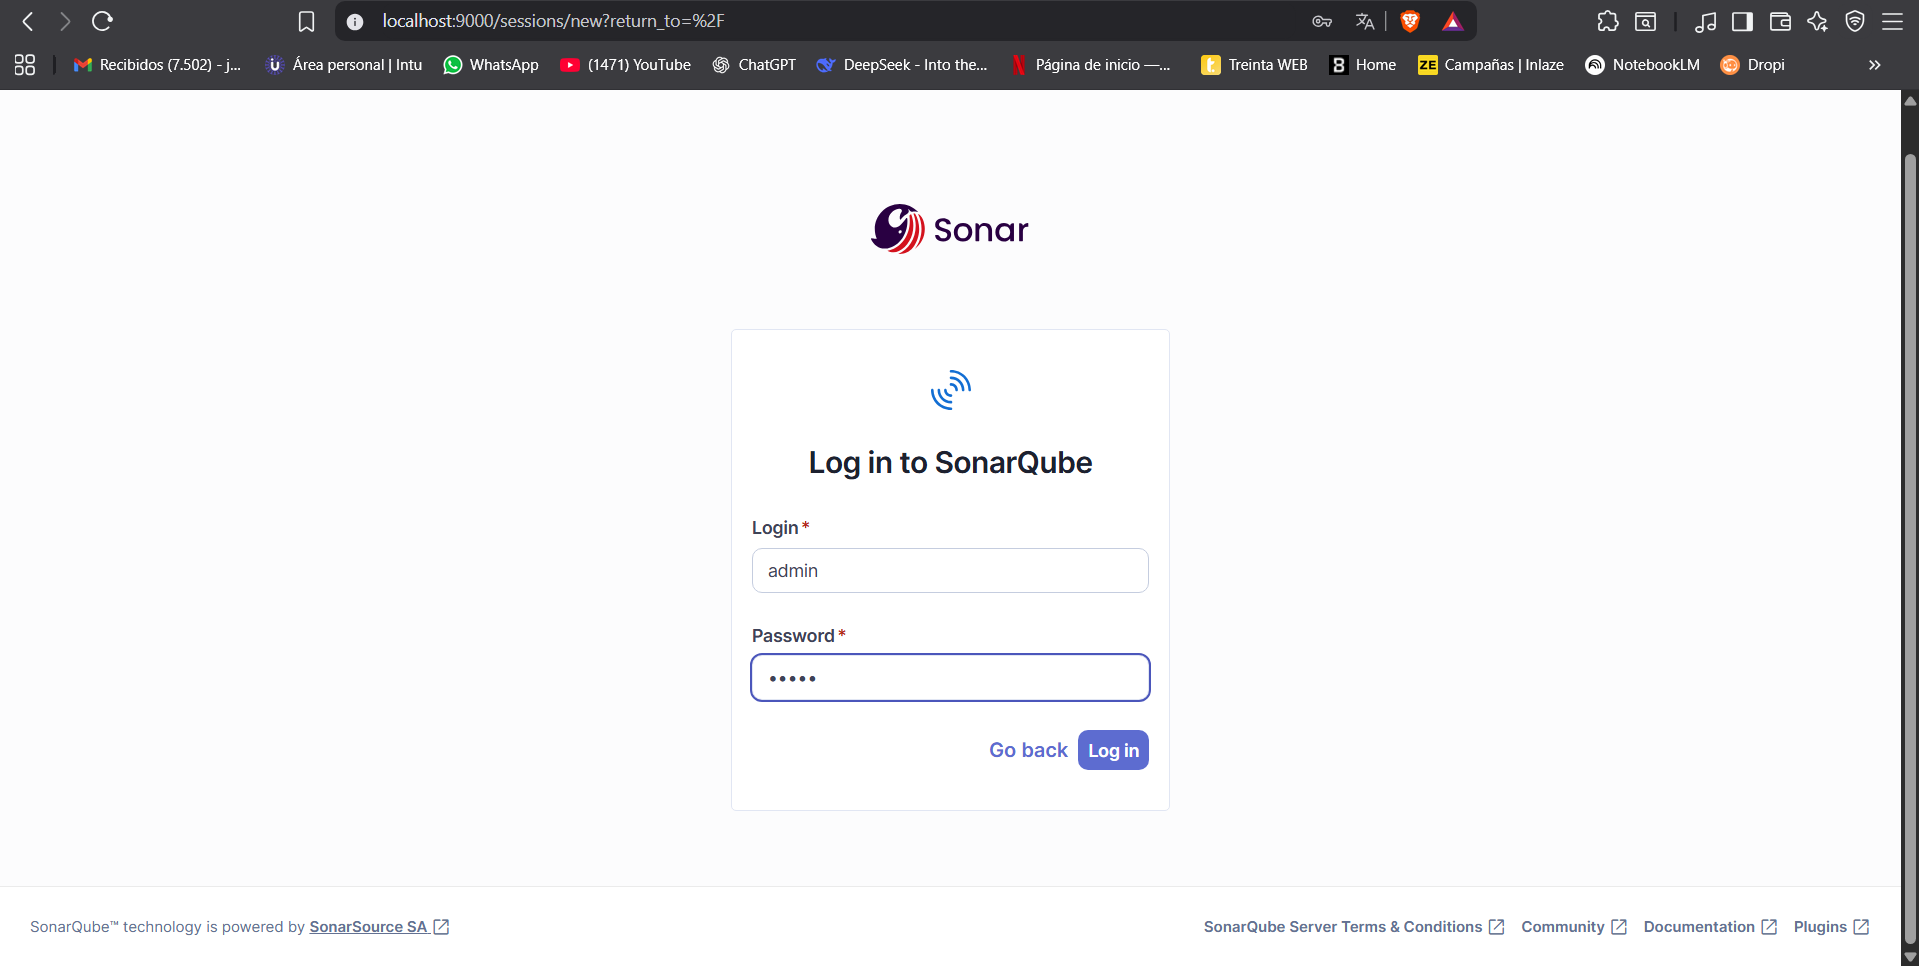 localhost:9000/sessions/new?return_to=%2F
Recibidos (7.502) - j... Área personal | Intu WhatsApp (1471) YouTube ChatGPT DeepSeek - Into the... Página de inicio —... Treinta WEB Home ZE Campañas | Inlaze NotebookLM Dropi »
Sonar
Log in to SonarQube
Login *
admin
Password *
•••••
Go back Log in
SonarQube™ technology is powered by SonarSource SA SonarQube Server Terms & Conditions Community Documentation Plugins